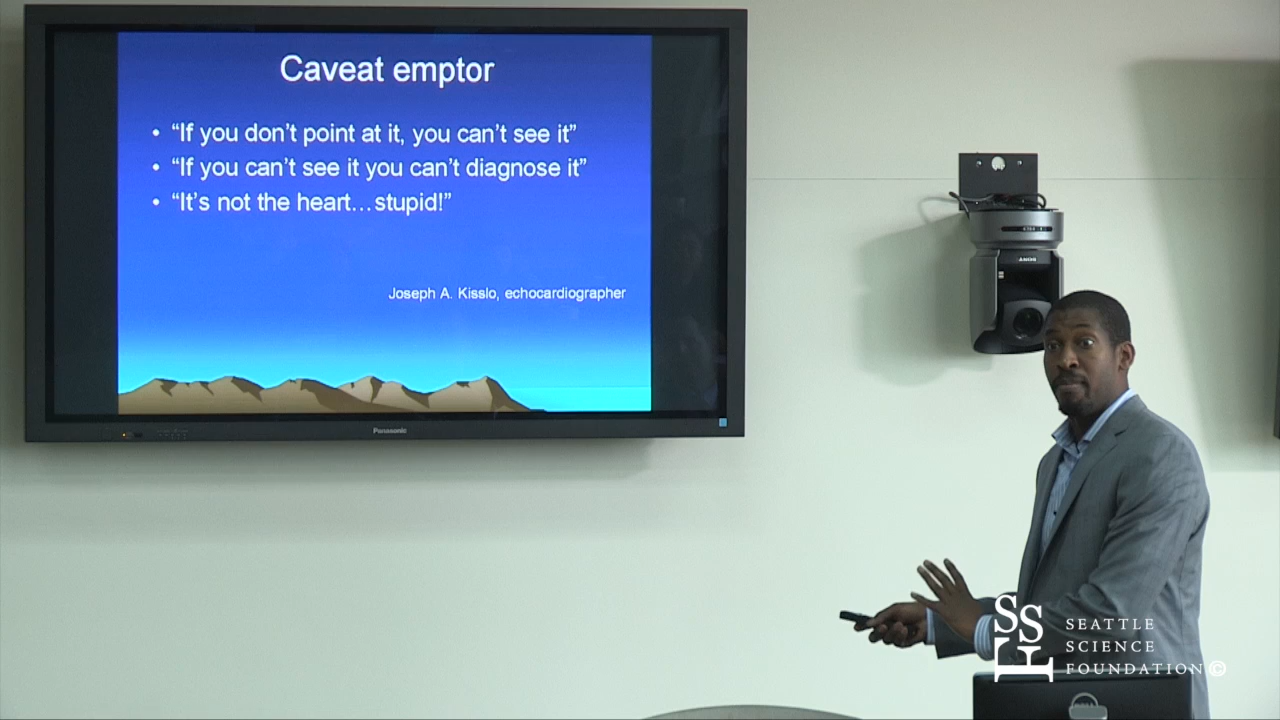 Caveat emptor
• “If you don’t point at it, you can’t see it”
• “If you can’t see it you can’t diagnose it”
• “It’s not the heart…stupid!”
Joseph A. Kisslo, echocardiographer
Panasonic
SONY
SSF
SEATTLE
SCIENCE
FOUNDATION©
DELL